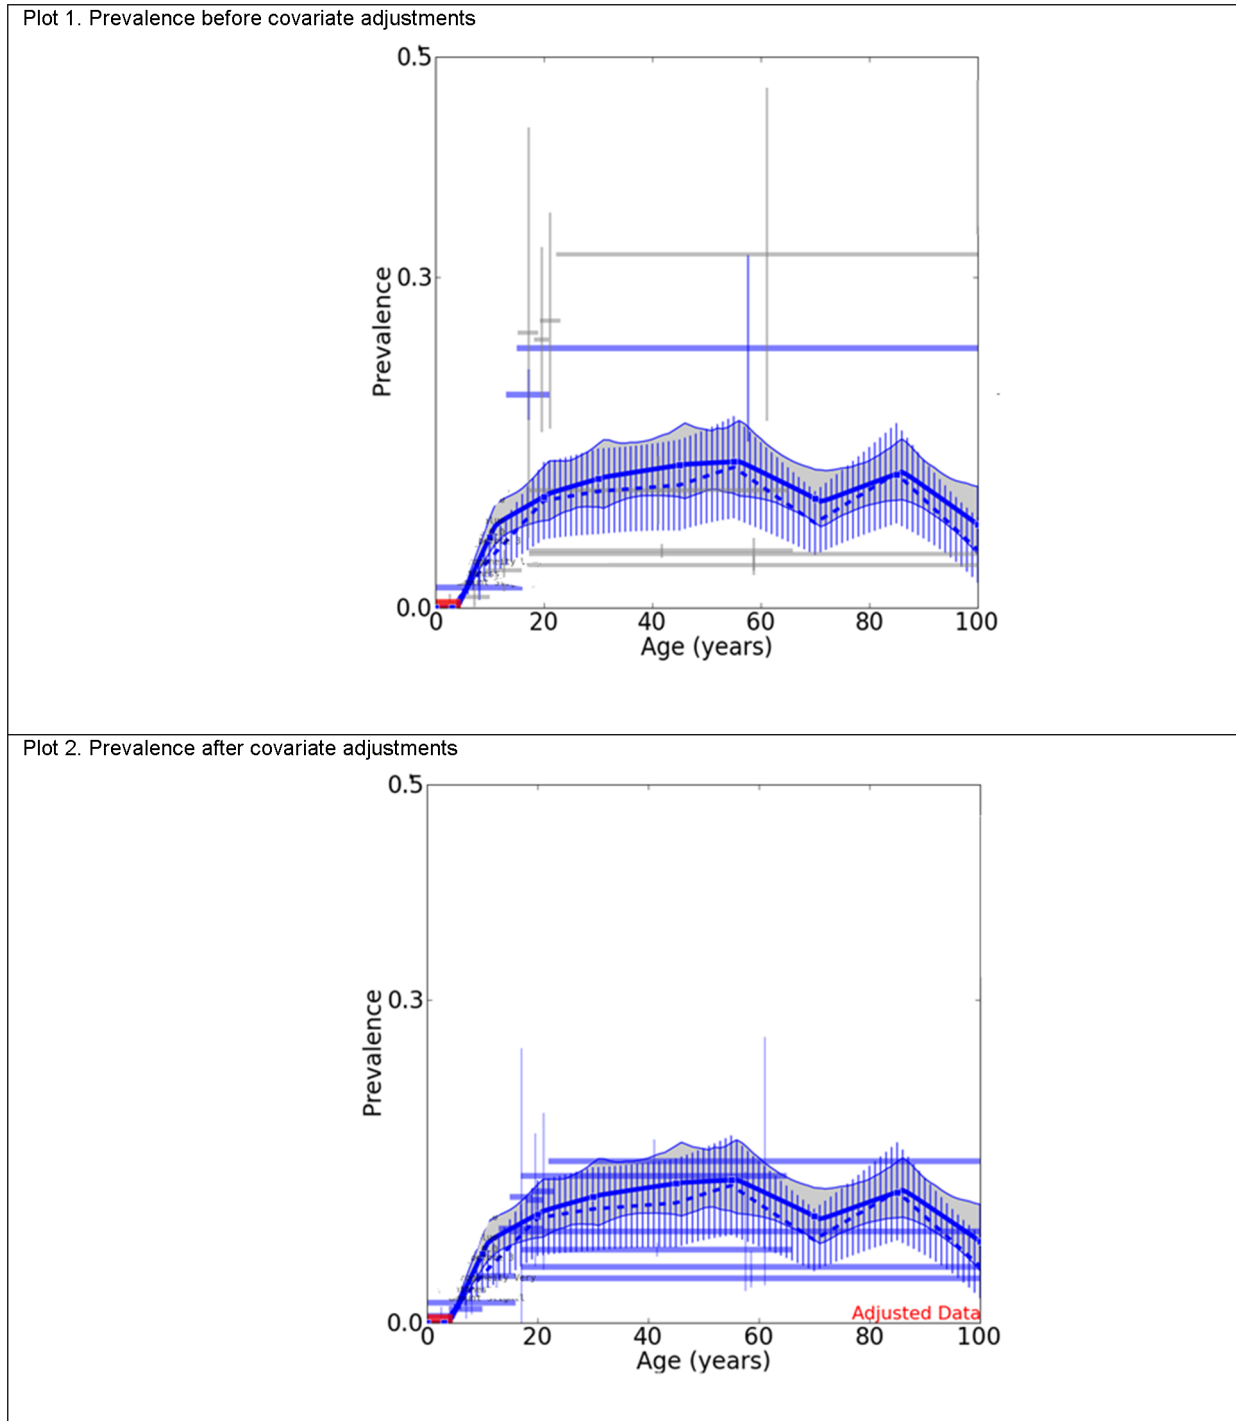 Plot 1. Prevalence before covariate adjustments
0.5
0.3
0.0
Prevalence
0 20 40 60 80 100
Age (years)
Plot 2. Prevalence after covariate adjustments
0.5
0.3
0.0
Prevalence
Adjusted Data
0 20 40 60 80 100
Age (years)